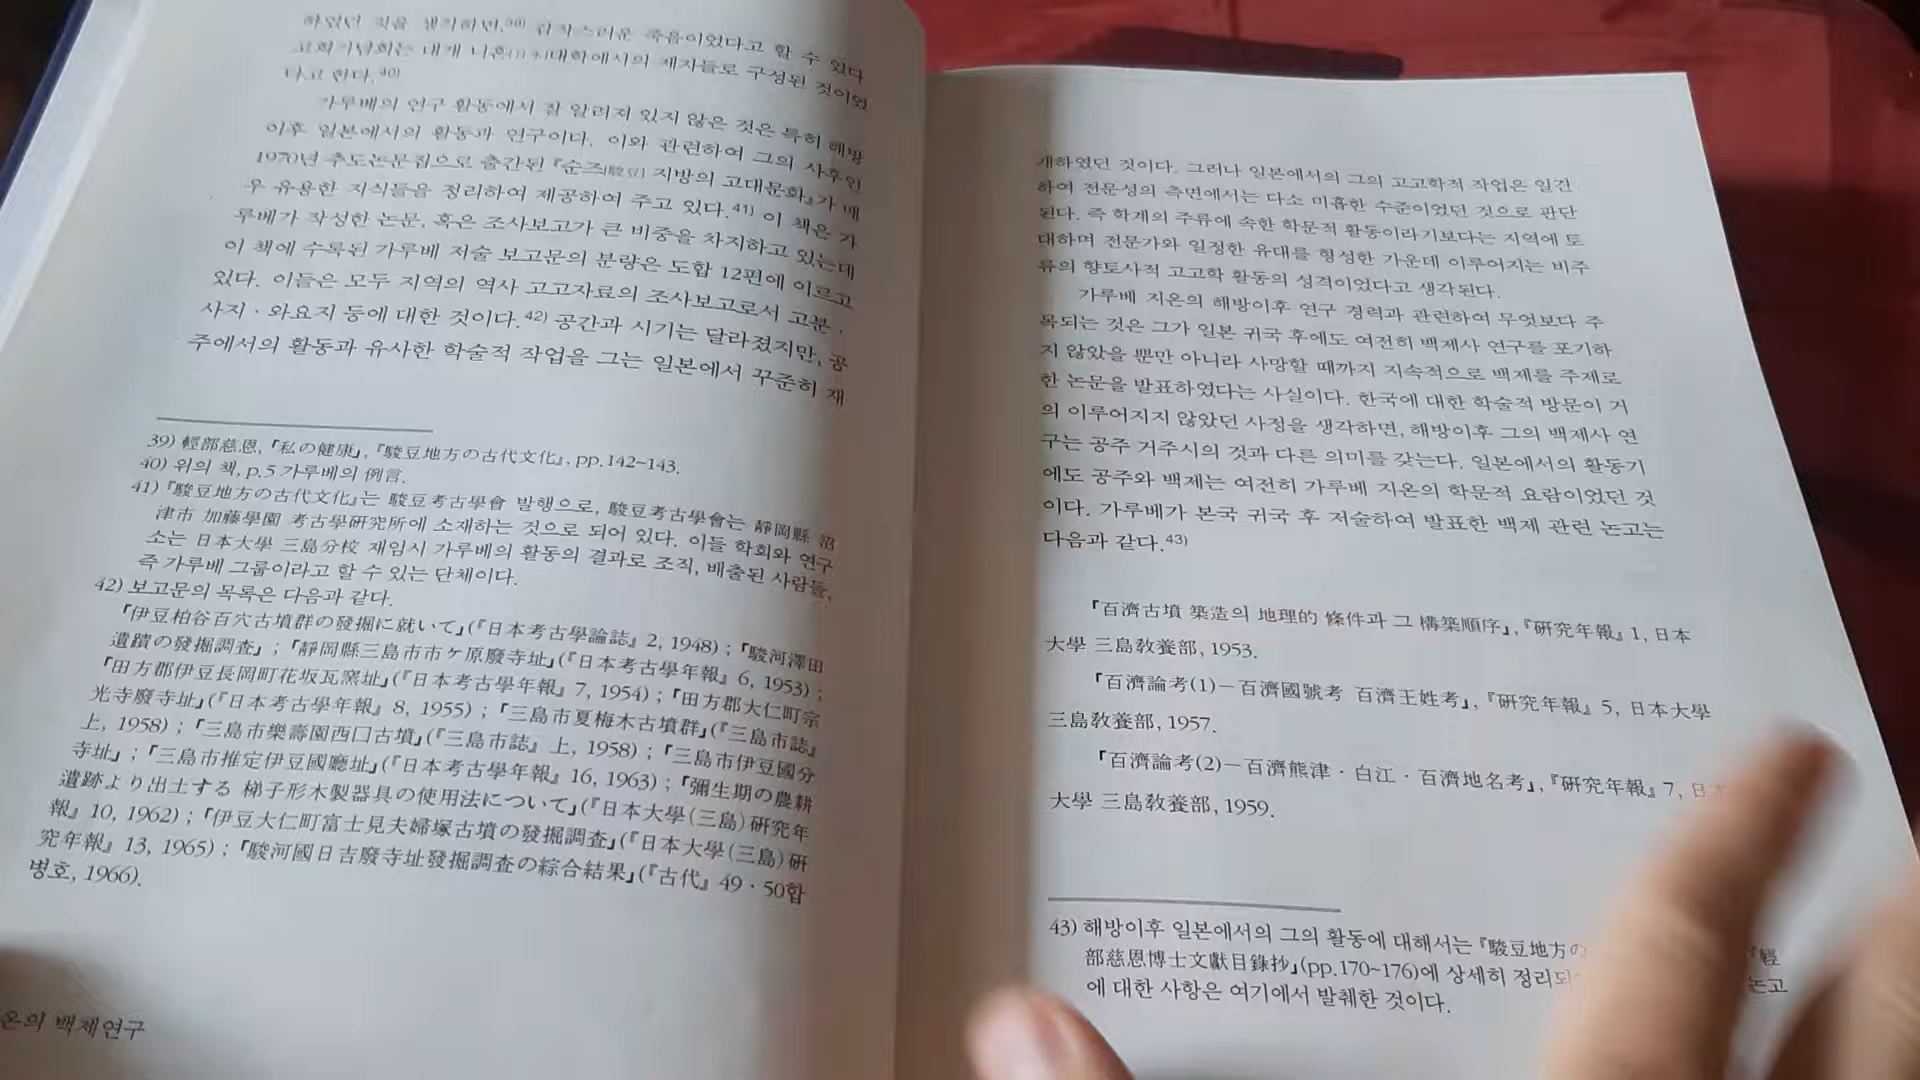 하였던 것을 생각하면,³⁹⁾ 갑작스러운 죽음이었다고 할 수 있다
고희기념회는 대개 니혼(日本)대학에서의 제자들로 구성된 것이었
다고 한다.⁴⁰⁾
가루베의 연구 활동에서 잘 알려져 있지 않은 것은 특히 해방
이후 일본에서의 활동과 연구이다. 이와 관련하여 그의 사후인
1970년 추도논문집으로 출간된 『순즈(駿豆) 지방의 고대문화』가 매
우 유용한 지식들을 정리하여 제공하여 주고 있다.⁴¹⁾ 이 책은 가
루베가 작성한 논문, 혹은 조사보고가 큰 비중을 차지하고 있는데
이 책에 수록된 가루베 저술 보고문의 분량은 도합 12편에 이르고
있다. 이들은 모두 지역의 역사 고고자료의 조사보고로서 고분 ·
사지 · 와요지 등에 대한 것이다.⁴²⁾ 공간과 시기는 달라졌지만, 공
주에서의 활동과 유사한 학술적 작업을 그는 일본에서 꾸준히 재
39) 輕部慈恩, 「私の健康」, 『駿豆地方の古代文化』, pp.142~143.
40) 위의 책, p.5 가루베의 例言.
41) 『駿豆地方の古代文化』는 駿豆考古學會 발행으로, 駿豆考古學會는 靜岡縣 沼
津市 加藤學園 考古學硏究所에 소재하는 것으로 되어 있다. 이들 학회와 연구
소는 日本大學 三島分校 재임시 가루베의 활동의 결과로 조직, 배출된 사람들,
즉 가루베 그룹이라고 할 수 있는 단체이다.
42) 보고문의 목록은 다음과 같다.
「伊豆柏谷百穴古墳群の發掘に就いて」(『日本考古學論誌』 2, 1948) ; 「駿河澤田
遺蹟の發掘調査」 ; 「靜岡縣三島市市ケ原廢寺址」(『日本考古學年報』 6, 1953) ;
「田方郡伊豆長岡町花坂瓦窯址」(『日本考古學年報』 7, 1954) ; 「田方郡大仁町宗
光寺廢寺址」(『日本考古學年報』 8, 1955) ; 「三島市夏梅木古墳群」(『三島市誌』
上, 1958) ; 「三島市樂壽園西口古墳」(『三島市誌』 上, 1958) ; 「三島市伊豆國分
寺址」 ; 「三島市推定伊豆國廳址」(『日本考古學年報』 16, 1963) ; 「彌生期の農耕
遺跡より出土する 梯子形木製器具の使用法について」(『日本大學(三島)硏究年
報』 10, 1962) ; 「伊豆大仁町富士見夫婦塚古墳の發掘調査」(『日本大學(三島)硏
究年報』 13, 1965) ; 「駿河國日吉廢寺址發掘調査の綜合結果」(『古代』 49 · 50합
병호, 1966).
온의 백제연구
개하였던 것이다. 그러나 일본에서의 그의 고고학적 작업은 일건
하여 전문성의 측면에서는 다소 미흡한 수준이었던 것으로 판단
된다. 즉 학계의 주류에 속한 학문적 활동이라기보다는 지역에 토
대하며 전문가와 일정한 유대를 형성한 가운데 이루어지는 비주
류의 향토사적 고고학 활동의 성격이었다고 생각된다.
가루베 지온의 해방이후 연구 경력과 관련하여 무엇보다 주
목되는 것은 그가 일본 귀국 후에도 여전히 백제사 연구를 포기하
지 않았을 뿐만 아니라 사망할 때까지 지속적으로 백제를 주제로
한 논문을 발표하였다는 사실이다. 한국에 대한 학술적 방문이 거
의 이루어지지 않았던 사정을 생각하면, 해방이후 그의 백제사 연
구는 공주 거주시의 것과 다른 의미를 갖는다. 일본에서의 활동기
에도 공주와 백제는 여전히 가루베 지온의 학문적 요람이었던 것
이다. 가루베가 본국 귀국 후 저술하여 발표한 백제 관련 논고는
다음과 같다.⁴³⁾
「百濟古墳 築造의 地理的 條件과 그 構築順序」, 『硏究年報』 1, 日本
大學 三島敎養部, 1953.
「百濟論考(1)－百濟國號考 百濟王姓考」, 『硏究年報』 5, 日本大學
三島敎養部, 1957.
「百濟論考(2)－百濟熊津 · 白江 · 百濟地名考」, 『硏究年報』 7, 日本
大學 三島敎養部, 1959.
43) 해방이후 일본에서의 그의 활동에 대해서는 『駿豆地方の 「輕
部慈恩博士文獻目錄抄」(pp.170~176)에 상세히 정리되 논고
에 대한 사항은 여기에서 발췌한 것이다.